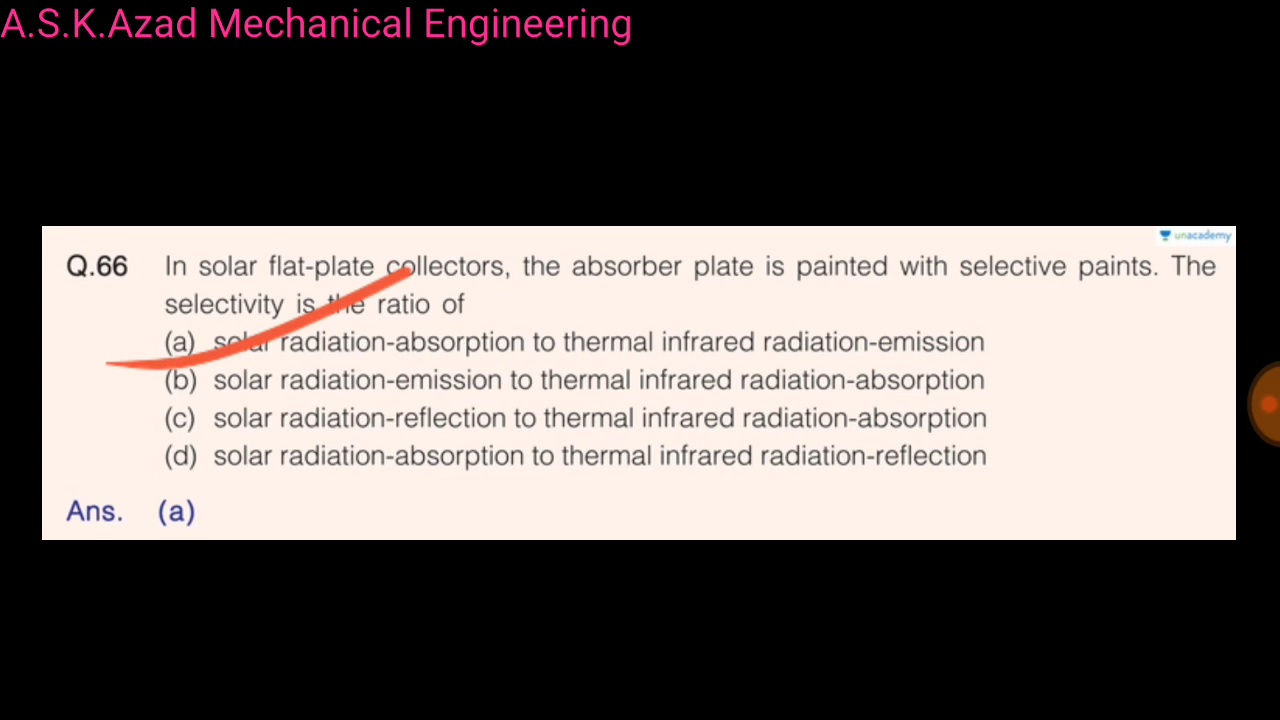 A.S.K.Azad Mechanical Engineering
unacademy
Q.66 In solar flat-plate collectors, the absorber plate is painted with selective paints. The
selectivity is the ratio of
(a) solar radiation-absorption to thermal infrared radiation-emission
(b) solar radiation-emission to thermal infrared radiation-absorption
(c) solar radiation-reflection to thermal infrared radiation-absorption
(d) solar radiation-absorption to thermal infrared radiation-reflection
Ans. (a)